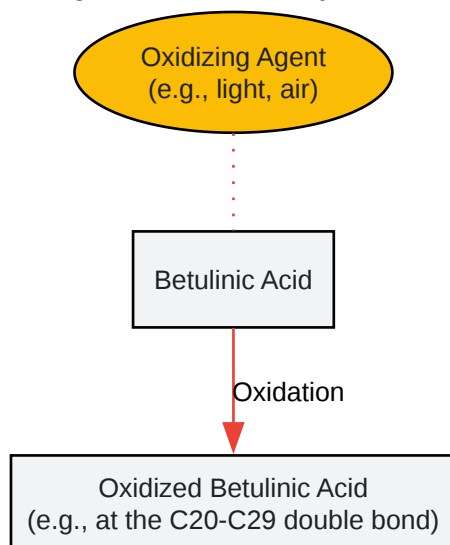 Oxidizing Agent
(e.g., light, air)
Betulinic Acid
Oxidation
Oxidized Betulinic Acid
(e.g., at the C20-C29 double bond)